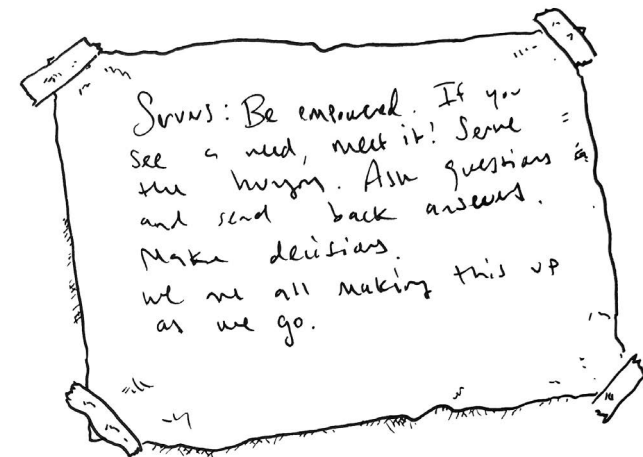 Servers: Be empowered. If you
see a need, meet it! Serve
the hungry. Ask questions
and send back answers.
Make decisions.
we are all making this up
as we go.